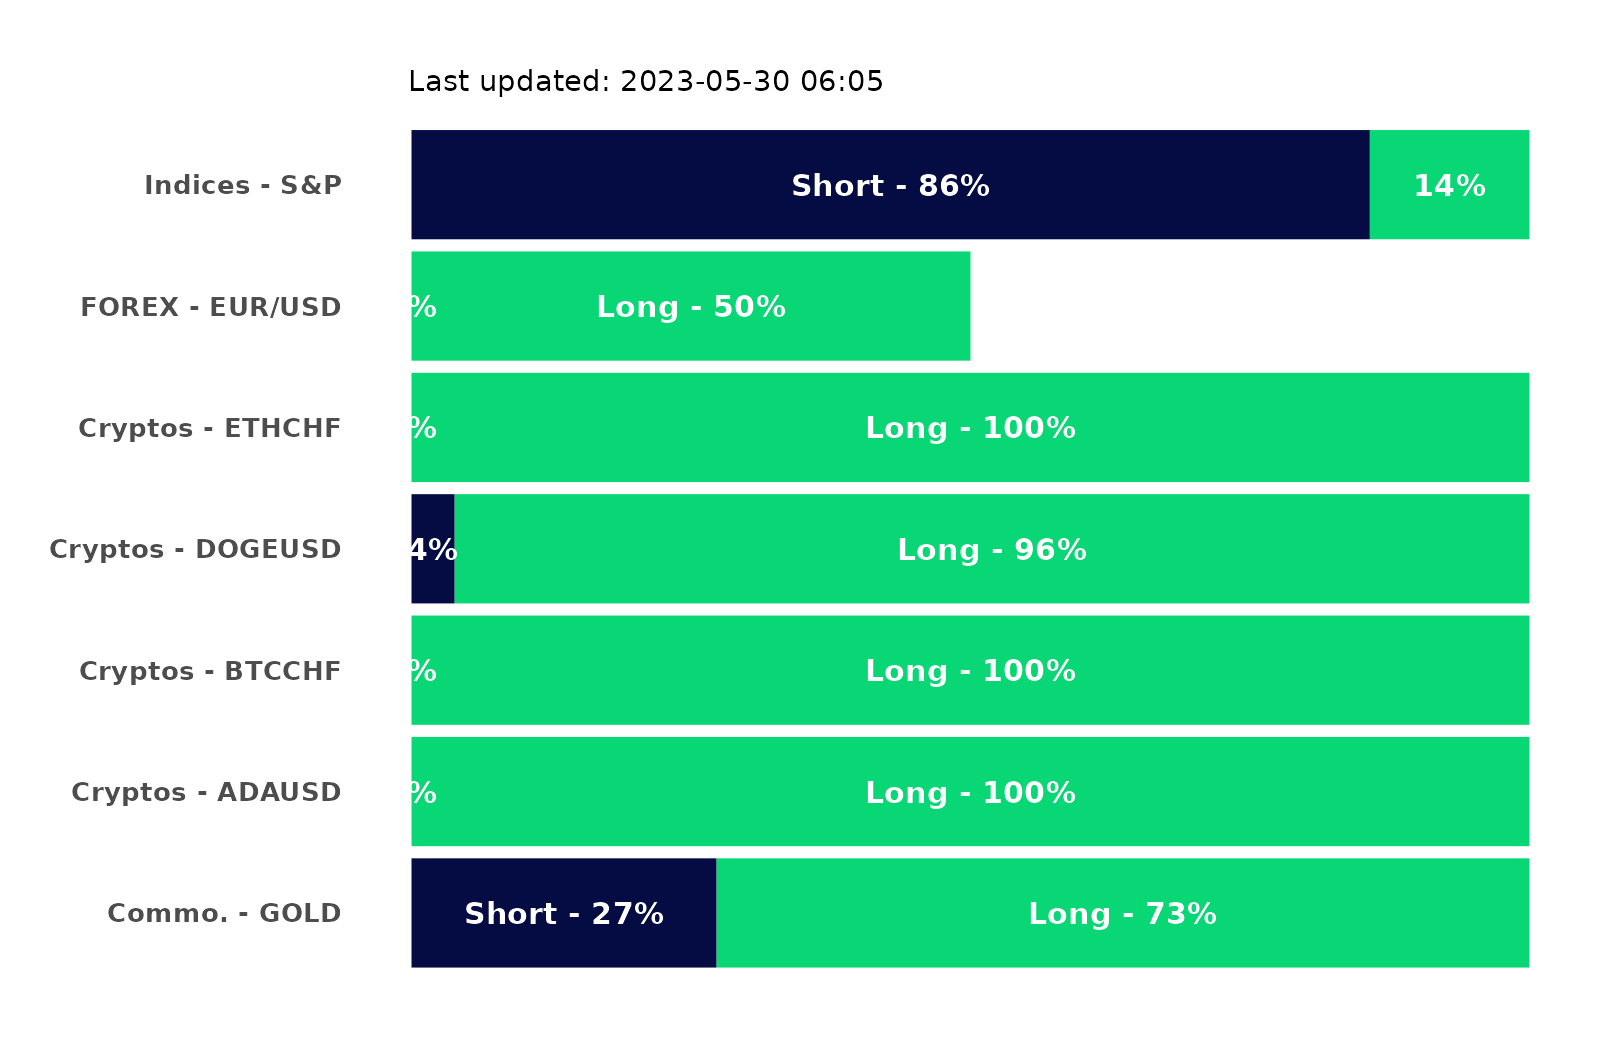 Last updated: 2023-05-30 06:05
Indices - S&P Short - 86% 14%
FOREX - EUR/USD % Long - 50%
Cryptos - ETHCHF % Long - 100%
Cryptos - DOGEUSD 4% Long - 96%
Cryptos - BTCCHF % Long - 100%
Cryptos - ADAUSD % Long - 100%
Commo. - GOLD Short - 27% Long - 73%